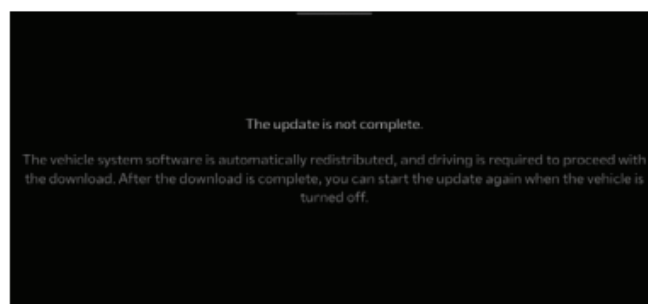 The update is not complete.
The vehicle system software is automatically redistributed, and driving is required to proceed with
the download. After the download is complete, you can start the update again when the vehicle is
turned off.